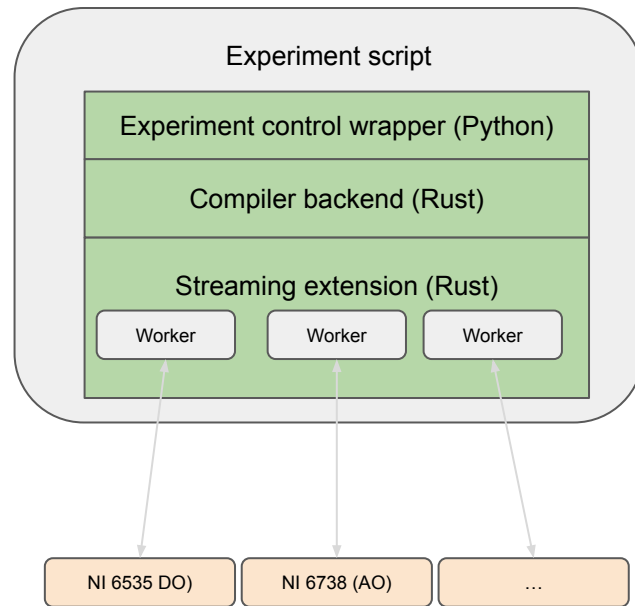 Experiment script
Experiment control wrapper (Python)
Compiler backend (Rust)
Streaming extension (Rust)
Worker
Worker
Worker
NI 6535 DO)
NI 6738 (AO)
…